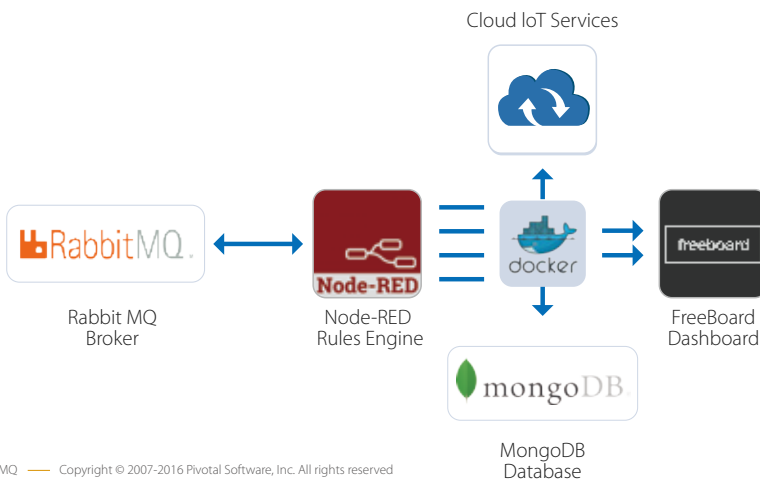 Cloud IoT Services
RabbitMQ.
Node-RED
docker
freeboard
Rabbit MQ
Broker
Node-RED
Rules Engine
FreeBoard
Dashboard
mongoDB.
MongoDB
Database
MQ — Copyright © 2007-2016 Pivotal Software, Inc. All rights reserved